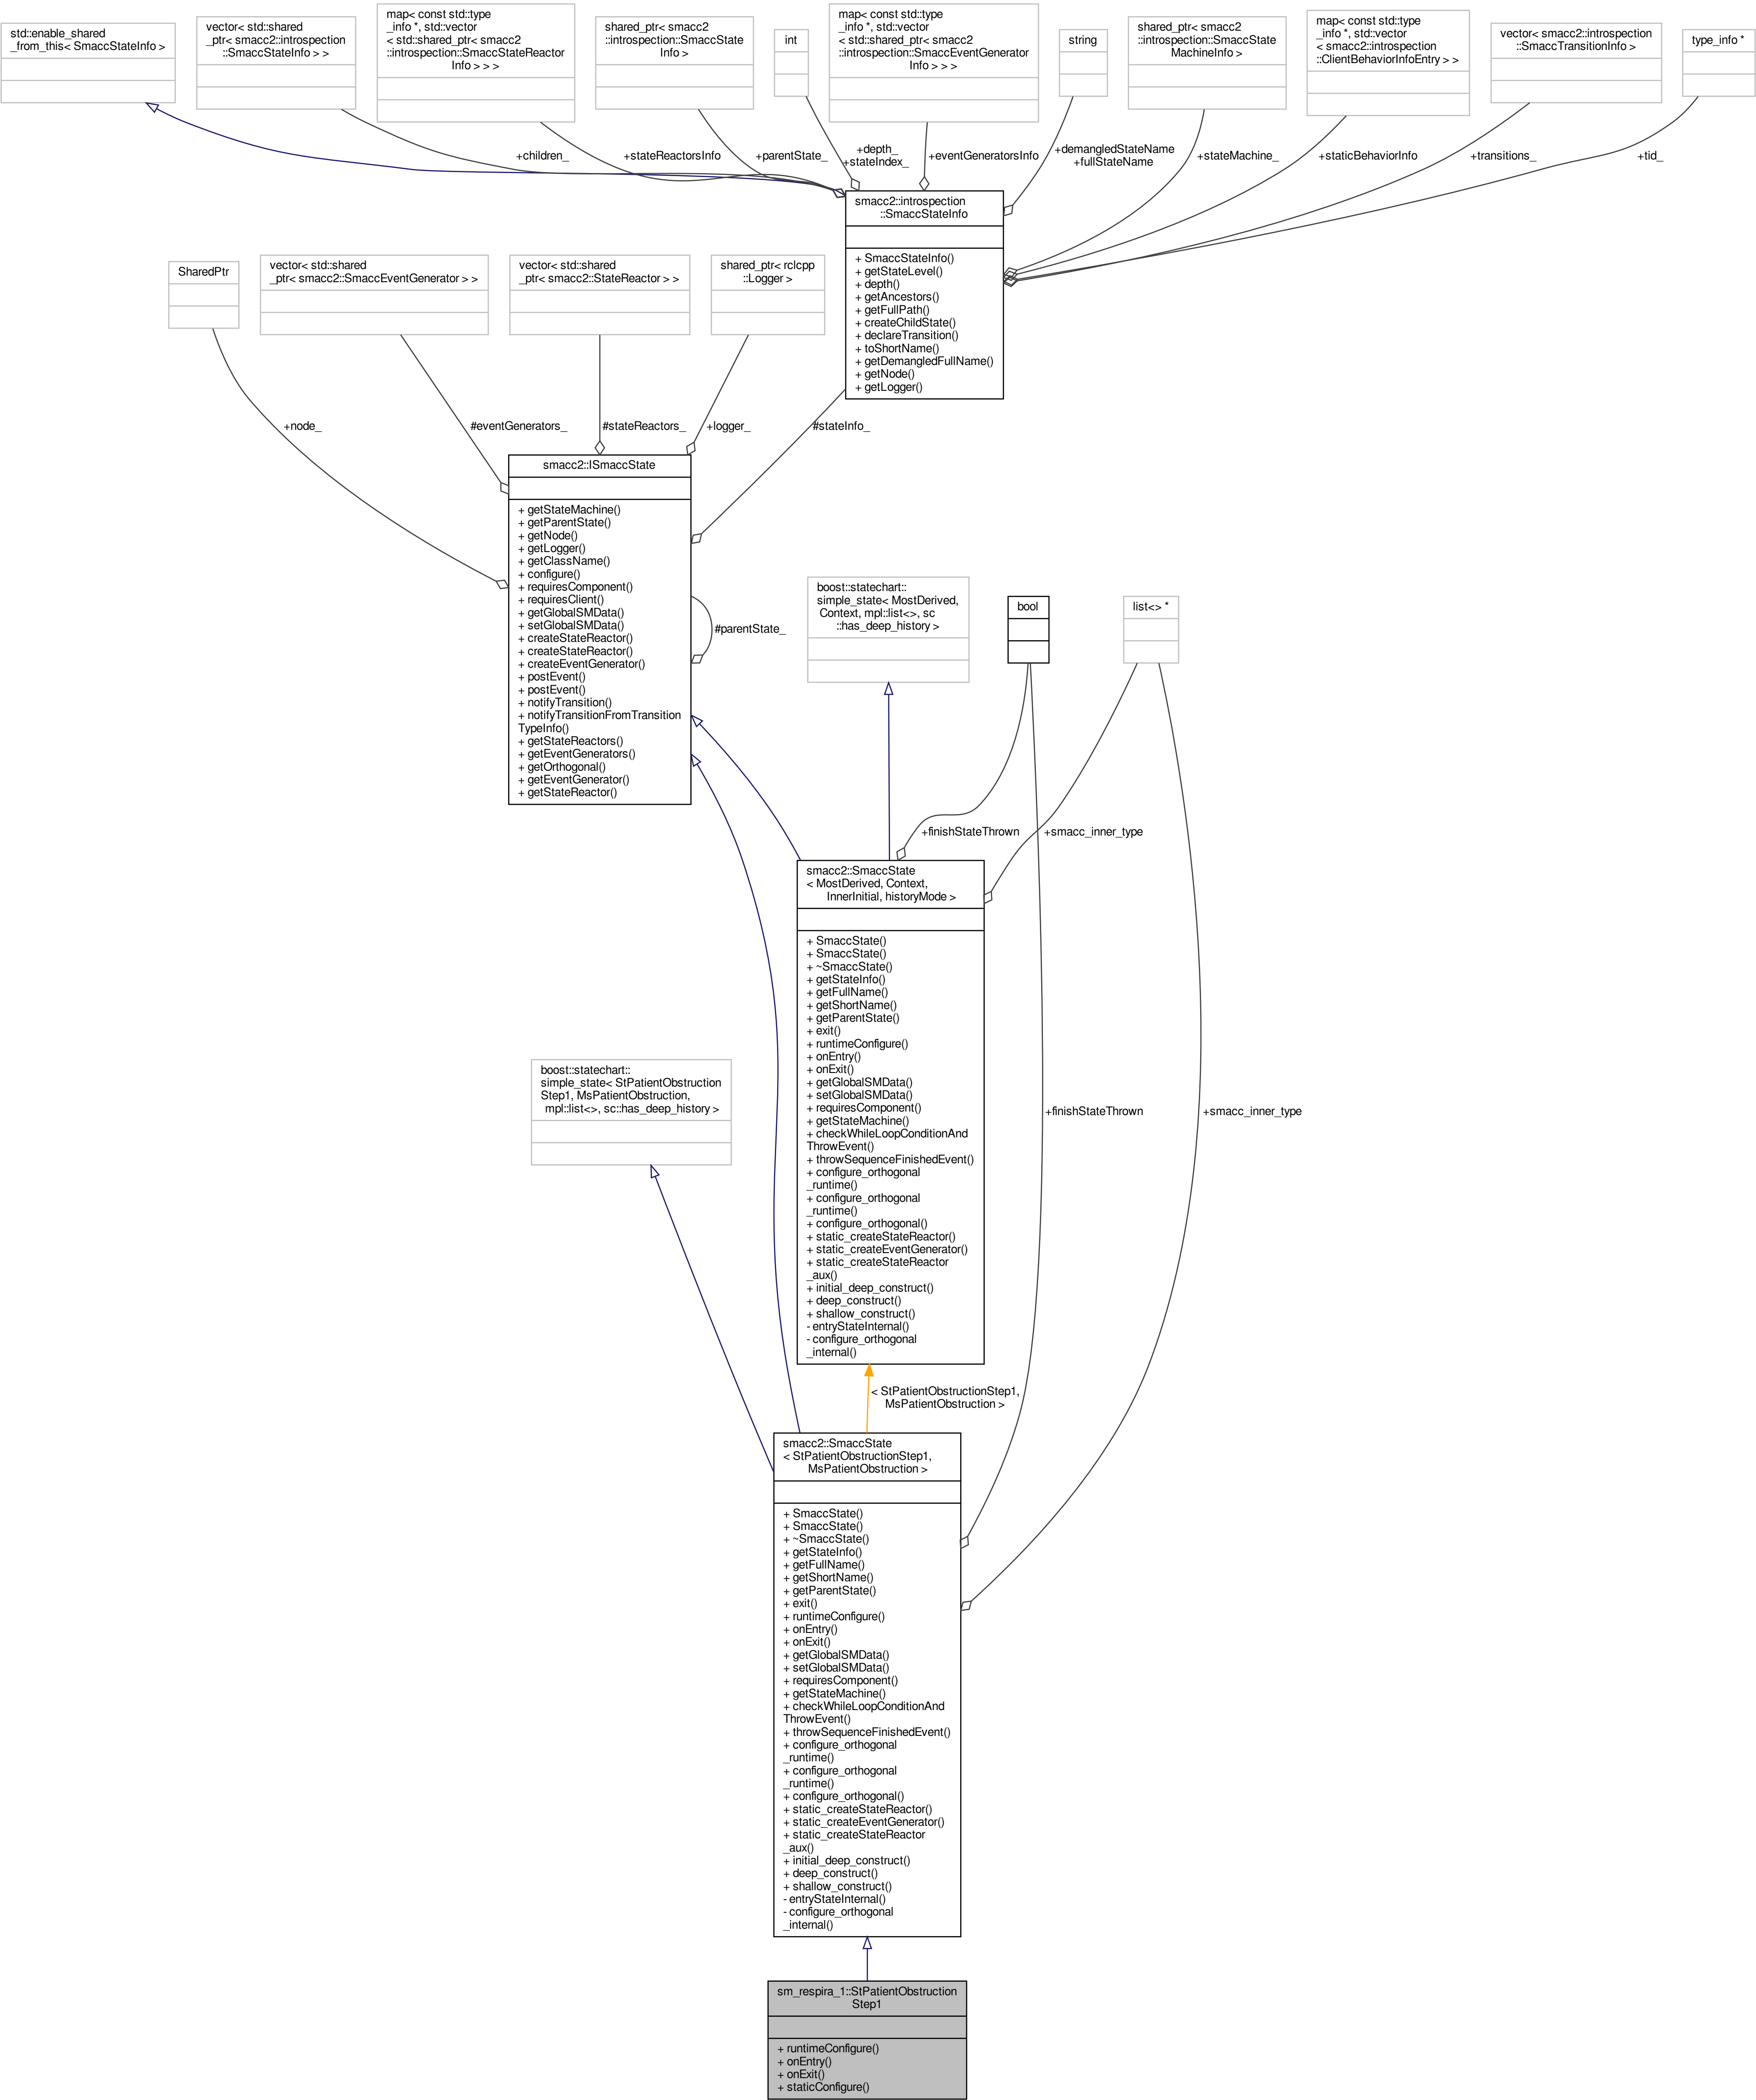 std::enable_shared
_from_this< SmaccStateInfo >
vector< std::shared
_ptr< smacc2::introspection
::SmaccStateInfo > >
map< const std::type
_info *, std::vector
< std::shared_ptr< smacc2
::introspection::SmaccStateReactor
Info > > >
shared_ptr< smacc2
::introspection::SmaccState
Info >
int
map< const std::type
_info *, std::vector
< std::shared_ptr< smacc2
::introspection::SmaccEventGenerator
Info > > >
string
shared_ptr< smacc2
::introspection::SmaccState
MachineInfo >
map< const std::type
_info *, std::vector
< smacc2::introspection
::ClientBehaviorInfoEntry > >
vector< smacc2::introspection
::SmaccTransitionInfo >
type_info *
+children_
+stateReactorsInfo
+parentState_
+depth_
+stateIndex_
+eventGeneratorsInfo
+demangledStateName
+fullStateName
+stateMachine_
+staticBehaviorInfo
+transitions_
+tid_
smacc2::introspection
::SmaccStateInfo
+ SmaccStateInfo()
+ getStateLevel()
+ depth()
+ getAncestors()
+ getFullPath()
+ createChildState()
+ declareTransition()
+ toShortName()
+ getDemangledFullName()
+ getNode()
+ getLogger()
SharedPtr
vector< std::shared
_ptr< smacc2::SmaccEventGenerator > >
vector< std::shared
_ptr< smacc2::StateReactor > >
shared_ptr< rclcpp
::Logger >
+node_
#eventGenerators_
#stateReactors_
+logger_
#stateInfo_
smacc2::ISmaccState
+ getStateMachine()
+ getParentState()
+ getNode()
+ getLogger()
+ getClassName()
+ configure()
+ requiresComponent()
+ requiresClient()
+ getGlobalSMData()
+ setGlobalSMData()
+ createStateReactor()
+ createStateReactor()
+ createEventGenerator()
+ postEvent()
+ postEvent()
+ notifyTransition()
+ notifyTransitionFromTransition
TypeInfo()
+ getStateReactors()
+ getEventGenerators()
+ getOrthogonal()
+ getEventGenerator()
+ getStateReactor()
#parentState_
boost::statechart::
simple_state< MostDerived,
Context, mpl::list<>, sc
::has_deep_history >
bool
list<> *
+finishStateThrown
+smacc_inner_type
smacc2::SmaccState
< MostDerived, Context,
InnerInitial, historyMode >
+ SmaccState()
+ SmaccState()
+ ~SmaccState()
+ getStateInfo()
+ getFullName()
+ getShortName()
+ getParentState()
+ exit()
+ runtimeConfigure()
+ onEntry()
+ onExit()
+ getGlobalSMData()
+ setGlobalSMData()
+ requiresComponent()
+ getStateMachine()
+ checkWhileLoopConditionAnd
ThrowEvent()
+ throwSequenceFinishedEvent()
+ configure_orthogonal
_runtime()
+ configure_orthogonal
_runtime()
+ configure_orthogonal()
+ static_createStateReactor()
+ static_createEventGenerator()
+ static_createStateReactor
_aux()
+ initial_deep_construct()
+ deep_construct()
+ shallow_construct()
- entryStateInternal()
- configure_orthogonal
_internal()
boost::statechart::
simple_state< StPatientObstruction
Step1, MsPatientObstruction,
mpl::list<>, sc::has_deep_history >
+finishStateThrown
+smacc_inner_type
< StPatientObstructionStep1,
MsPatientObstruction >
smacc2::SmaccState
< StPatientObstructionStep1,
MsPatientObstruction >
+ SmaccState()
+ SmaccState()
+ ~SmaccState()
+ getStateInfo()
+ getFullName()
+ getShortName()
+ getParentState()
+ exit()
+ runtimeConfigure()
+ onEntry()
+ onExit()
+ getGlobalSMData()
+ setGlobalSMData()
+ requiresComponent()
+ getStateMachine()
+ checkWhileLoopConditionAnd
ThrowEvent()
+ throwSequenceFinishedEvent()
+ configure_orthogonal
_runtime()
+ configure_orthogonal
_runtime()
+ configure_orthogonal()
+ static_createStateReactor()
+ static_createEventGenerator()
+ static_createStateReactor
_aux()
+ initial_deep_construct()
+ deep_construct()
+ shallow_construct()
- entryStateInternal()
- configure_orthogonal
_internal()
sm_respira_1::StPatientObstruction
Step1
+ runtimeConfigure()
+ onEntry()
+ onExit()
+ staticConfigure()